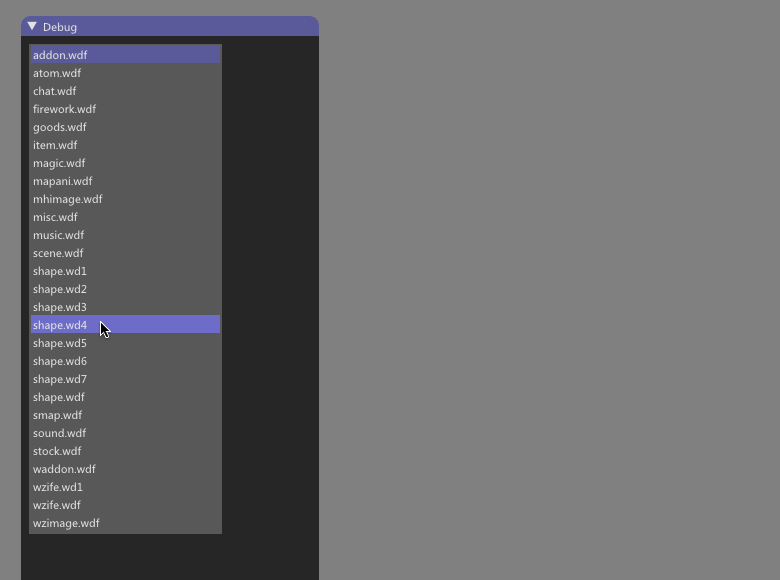 Debug
addon.wdf
atom.wdf
chat.wdf
firework.wdf
goods.wdf
item.wdf
magic.wdf
mapani.wdf
mhimage.wdf
misc.wdf
music.wdf
scene.wdf
shape.wd1
shape.wd2
shape.wd3
shape.wd4
shape.wd5
shape.wd6
shape.wd7
shape.wdf
smap.wdf
sound.wdf
stock.wdf
waddon.wdf
wzife.wd1
wzife.wdf
wzimage.wdf